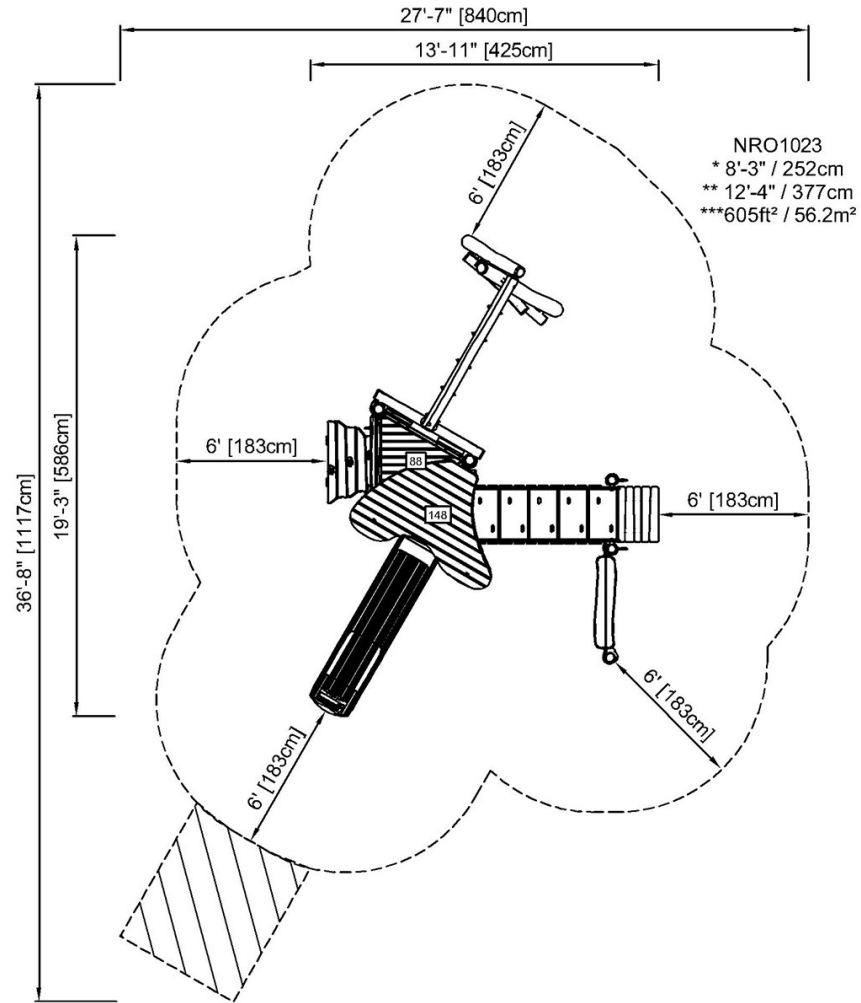 27'-7" [840cm]
13'-11" [425cm]
NRO1023
* 8'-3" / 252cm
** 12'-4" / 377cm
***605ft² / 56.2m²
6' [183cm]
36'-8" [1117cm]
19'-3" [586cm]
6' [183cm]
88
148
6' [183cm]
6' [183cm]
6' [183cm]